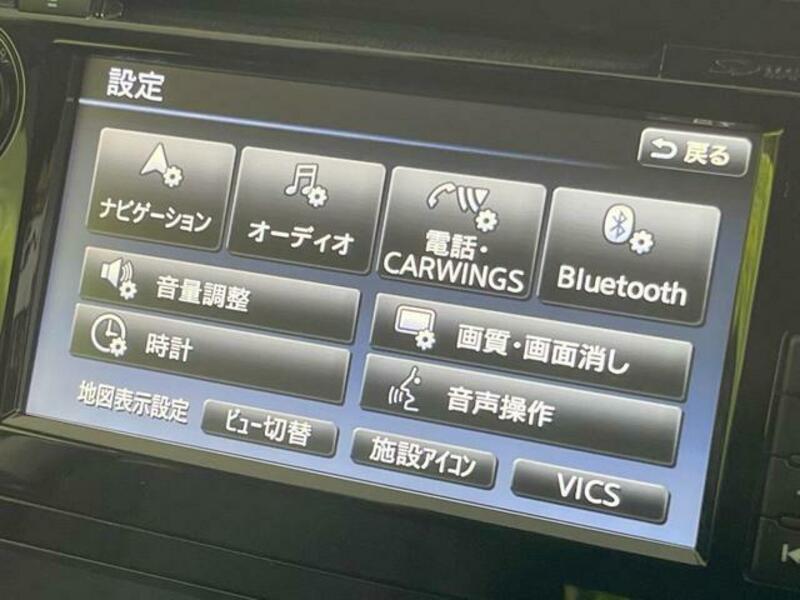 設定
戻る
ナビゲーション
オーディオ
電話・
CARWINGS
Bluetooth
音量調整
画質・画面消し
時計
音声操作
地図表示設定
ビュー切替
施設アイコン
VICS